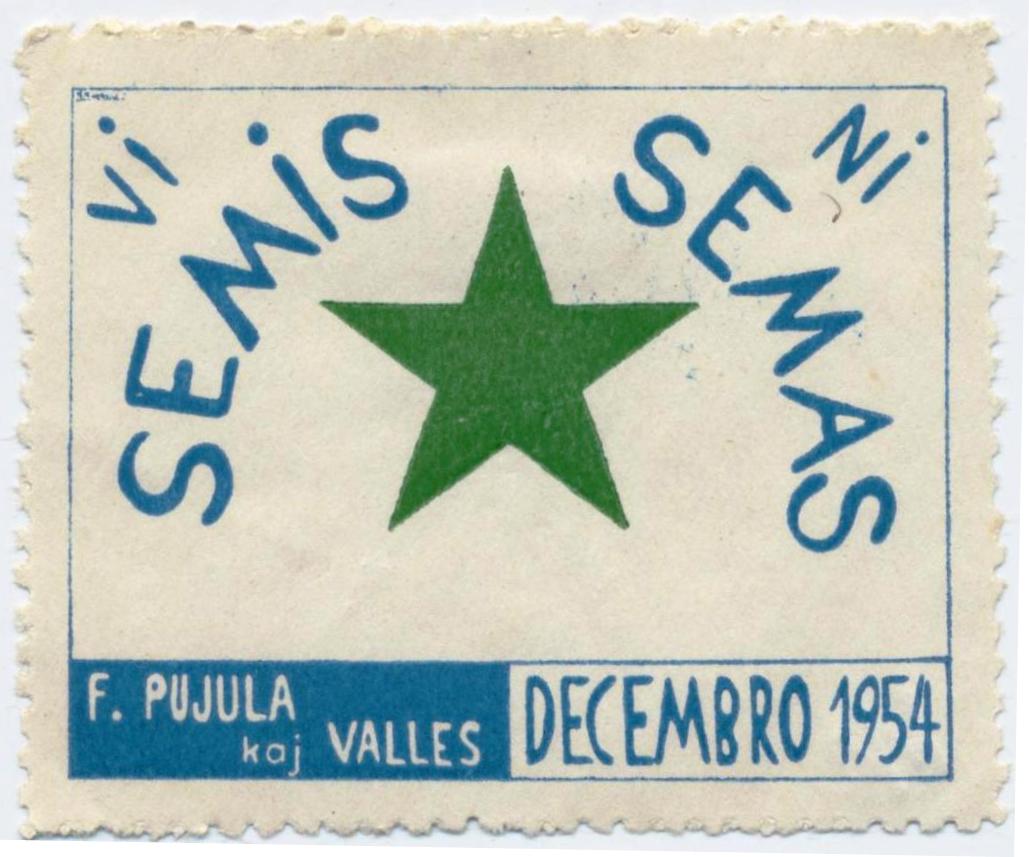 Vi SEMiS
Ni SEMAS
F. PUJULA
kaj VALLES
DECEMBRO 1954